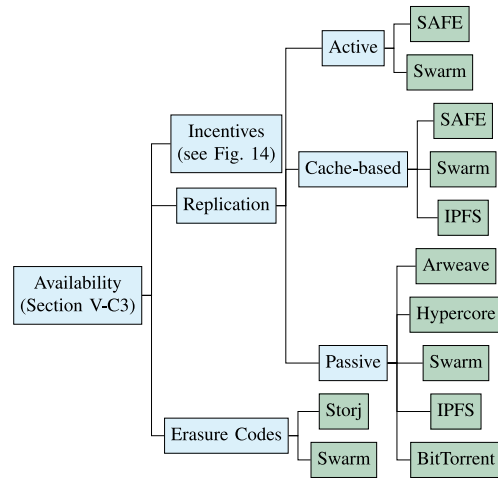 SAFE
Active
Swarm
Incentives
(see Fig. 14)
SAFE
Cache-based
Swarm
Replication
IPFS
Availability
(Section V-C3)
Arweave
Hypercore
Passive
Swarm
Storj
IPFS
Erasure Codes
Swarm
BitTorrent